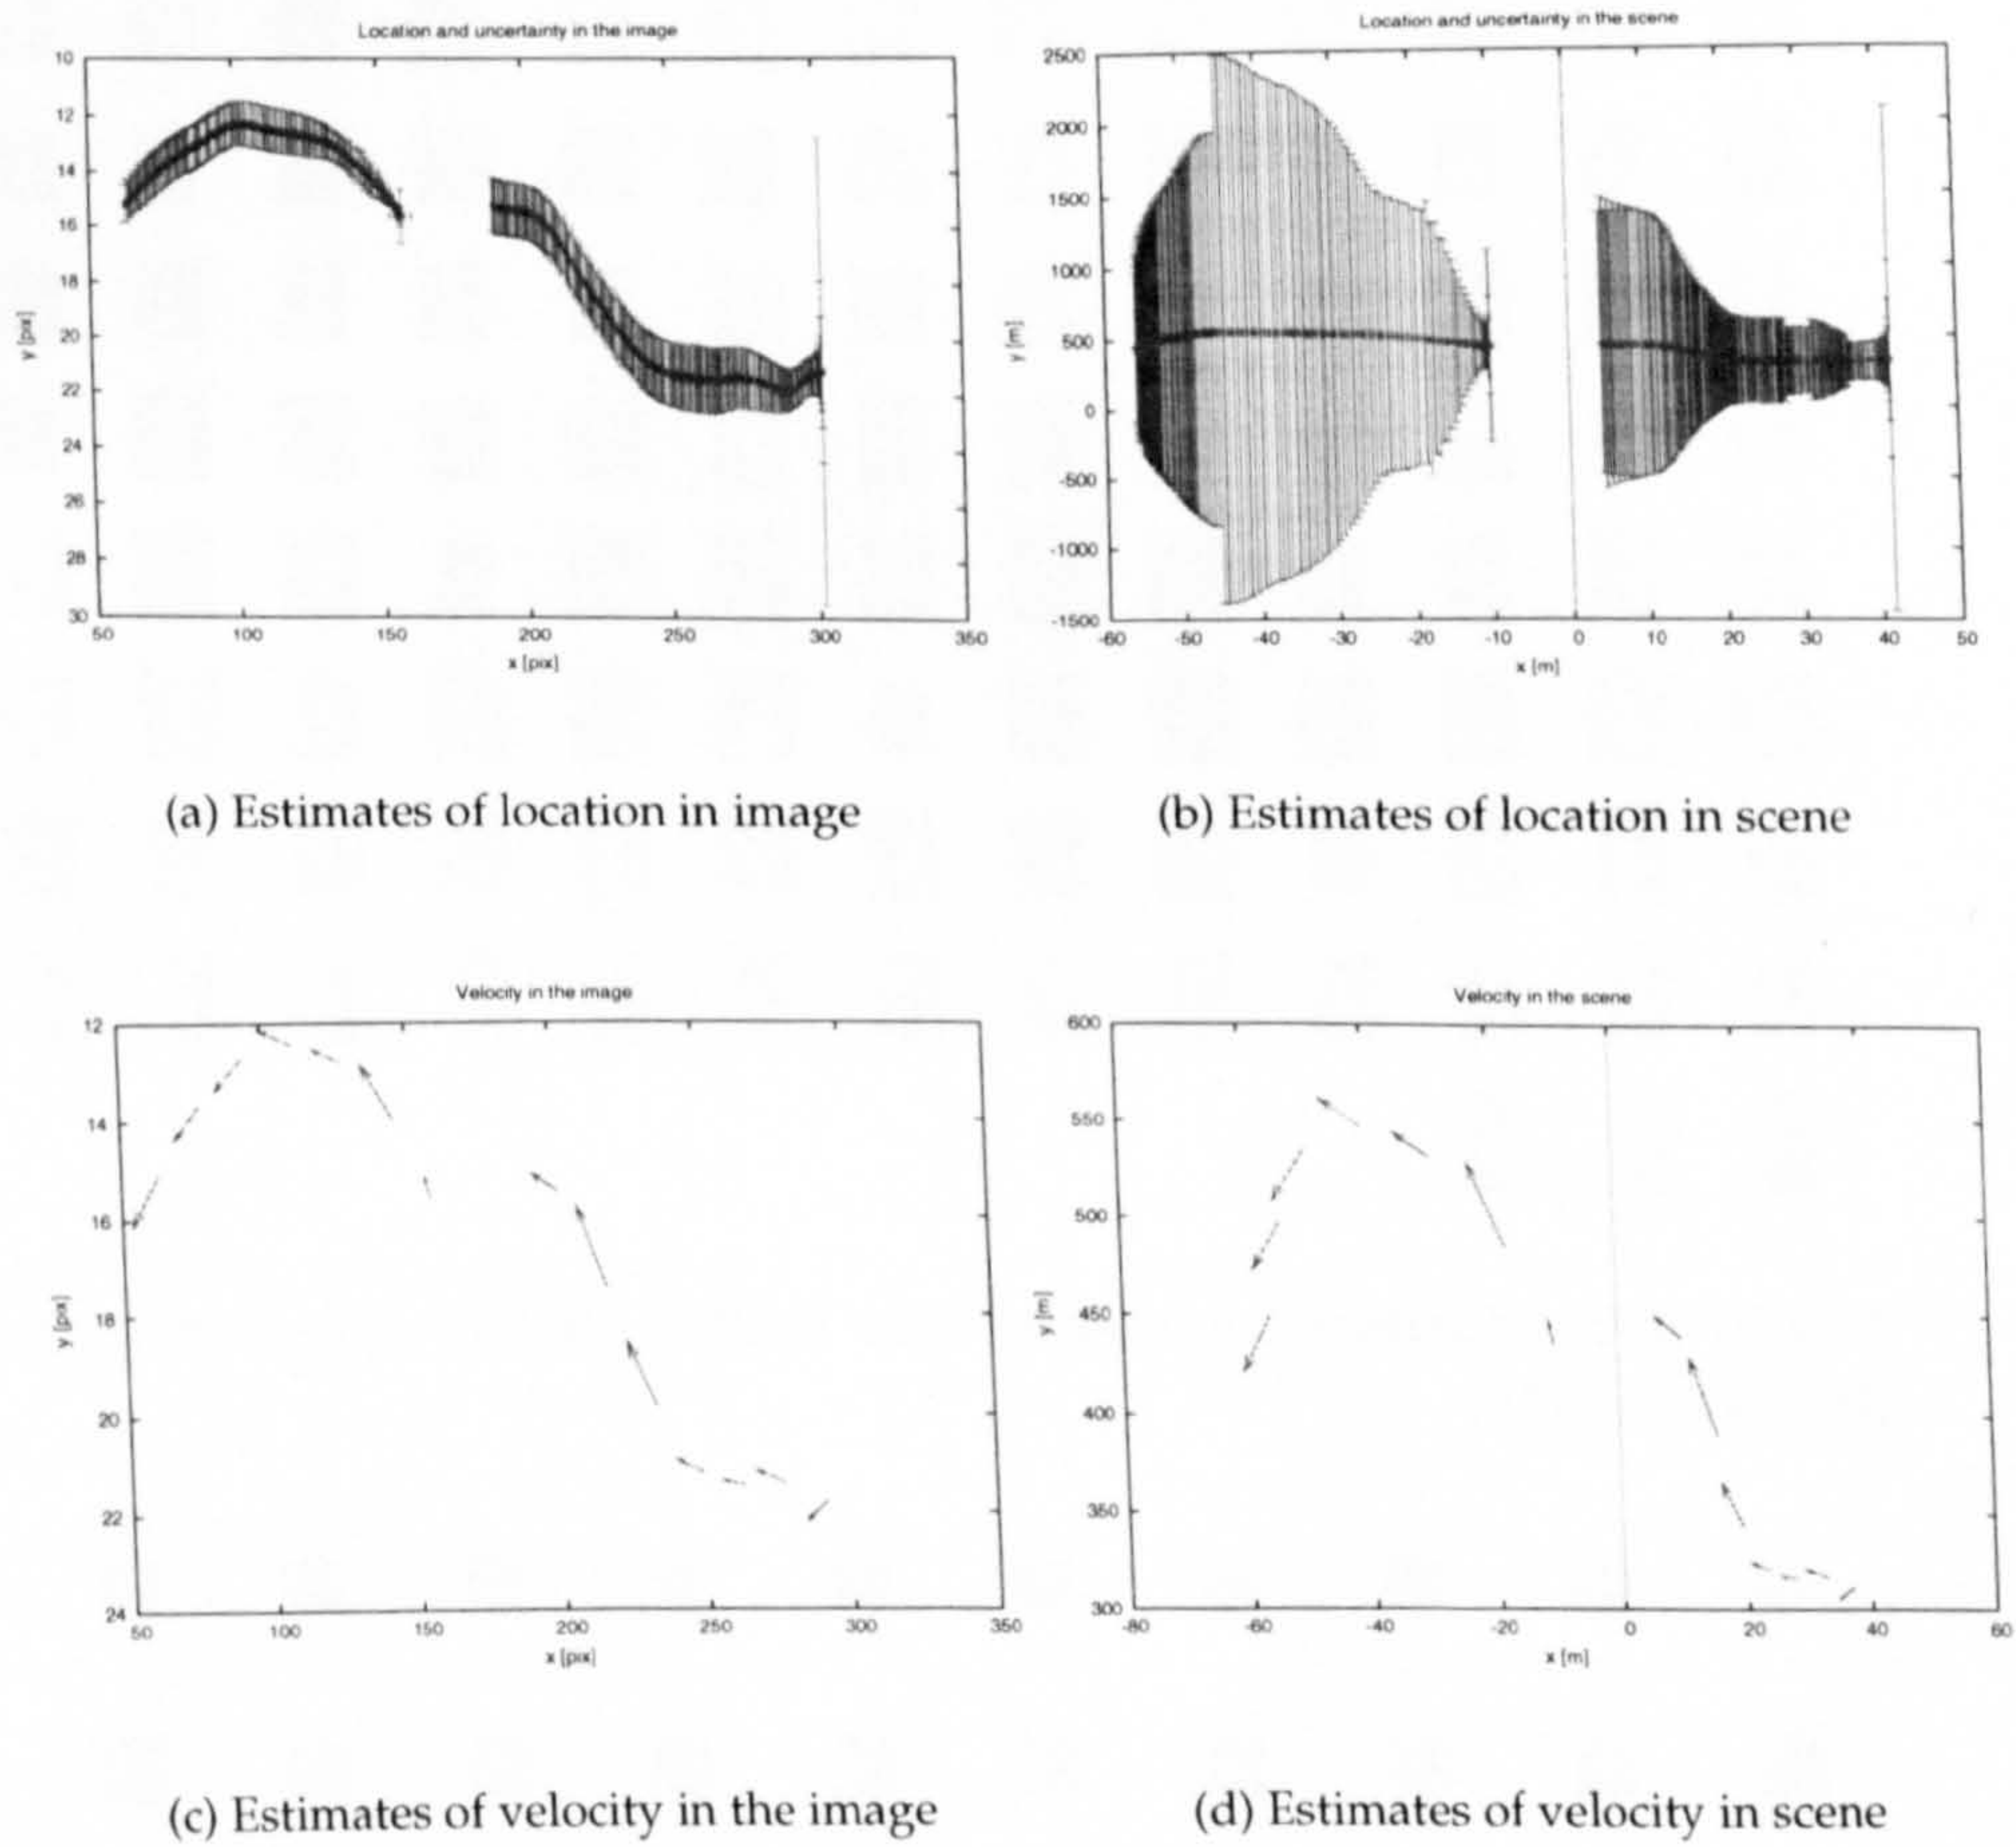 Location and uncertainty in the image
10
12
14
16
18
20
22
24
26
28
30
y [pix]
50 100 150 200 250 300 350
x [pix]
(a) Estimates of location in image
Location and uncertainty in the scene
2500
2000
1500
1000
500
0
-500
-1000
-1500
y [m]
-60 -50 -40 -30 -20 -10 0 10 20 30 40 50
x [m]
(b) Estimates of location in scene
Velocity in the image
12
14
16
18
20
22
24
y [pix]
50 100 150 200 250 300 350
x [pix]
(c) Estimates of velocity in the image
Velocity in the scene
600
550
500
450
400
350
300
y [m]
-80 -60 -40 -20 0 20 40 60
x [m]
(d) Estimates of velocity in scene